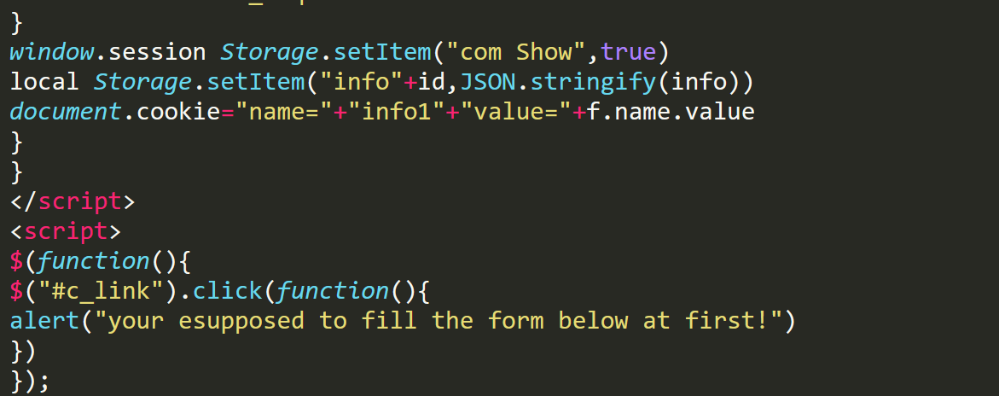 }
window.session Storage.setItem("com Show",true)
local Storage.setItem("info"+id,JSON.stringify(info))
document.cookie="name="+"info1"+"value="+f.name.value
}
}
</script>
<script>
$(function(){
$("#c_link").click(function(){
alert("your esupposed to fill the form below at first!")
})
});